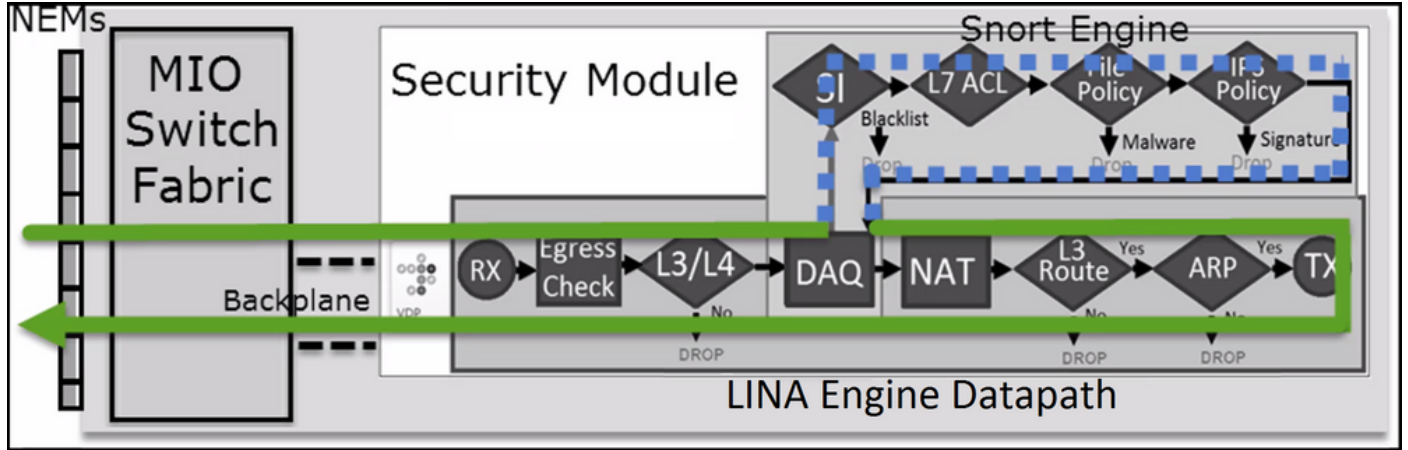 NEMs
MIO
Switch
Fabric
Security Module
Snort Engine
SI
L7 ACL
File
Policy
IPS
Policy
Blacklist
Malware
Signature
Drop
Drop
Drop
Backplane
VDP
RX
Egress
Check
L3/L4
DAQ
NAT
L3
Route
Yes
ARP
Yes
TX
No
No
No
DROP
DROP
DROP
LINA Engine Datapath